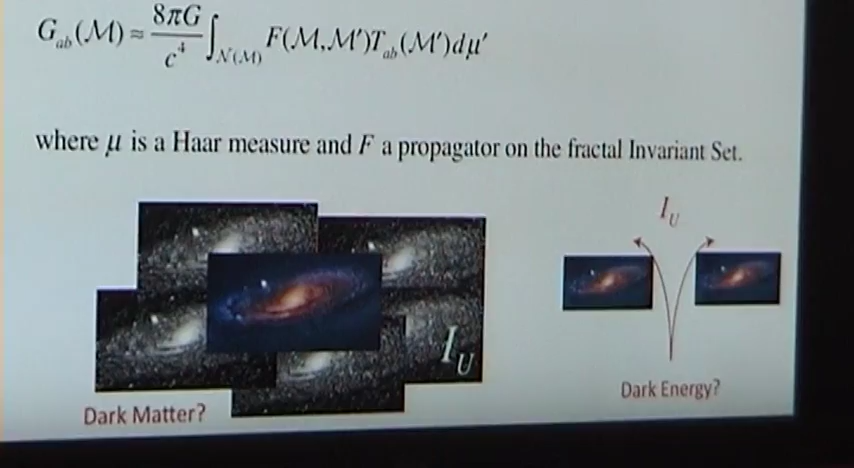 G_ab(M) ≈ 8πG/c⁴ ∫_N(M) F(M,M′)T_ab(M′)dμ′
where μ is a Haar measure and F a propagator on the fractal Invariant Set.
I_U
I_U
Dark Matter?
Dark Energy?